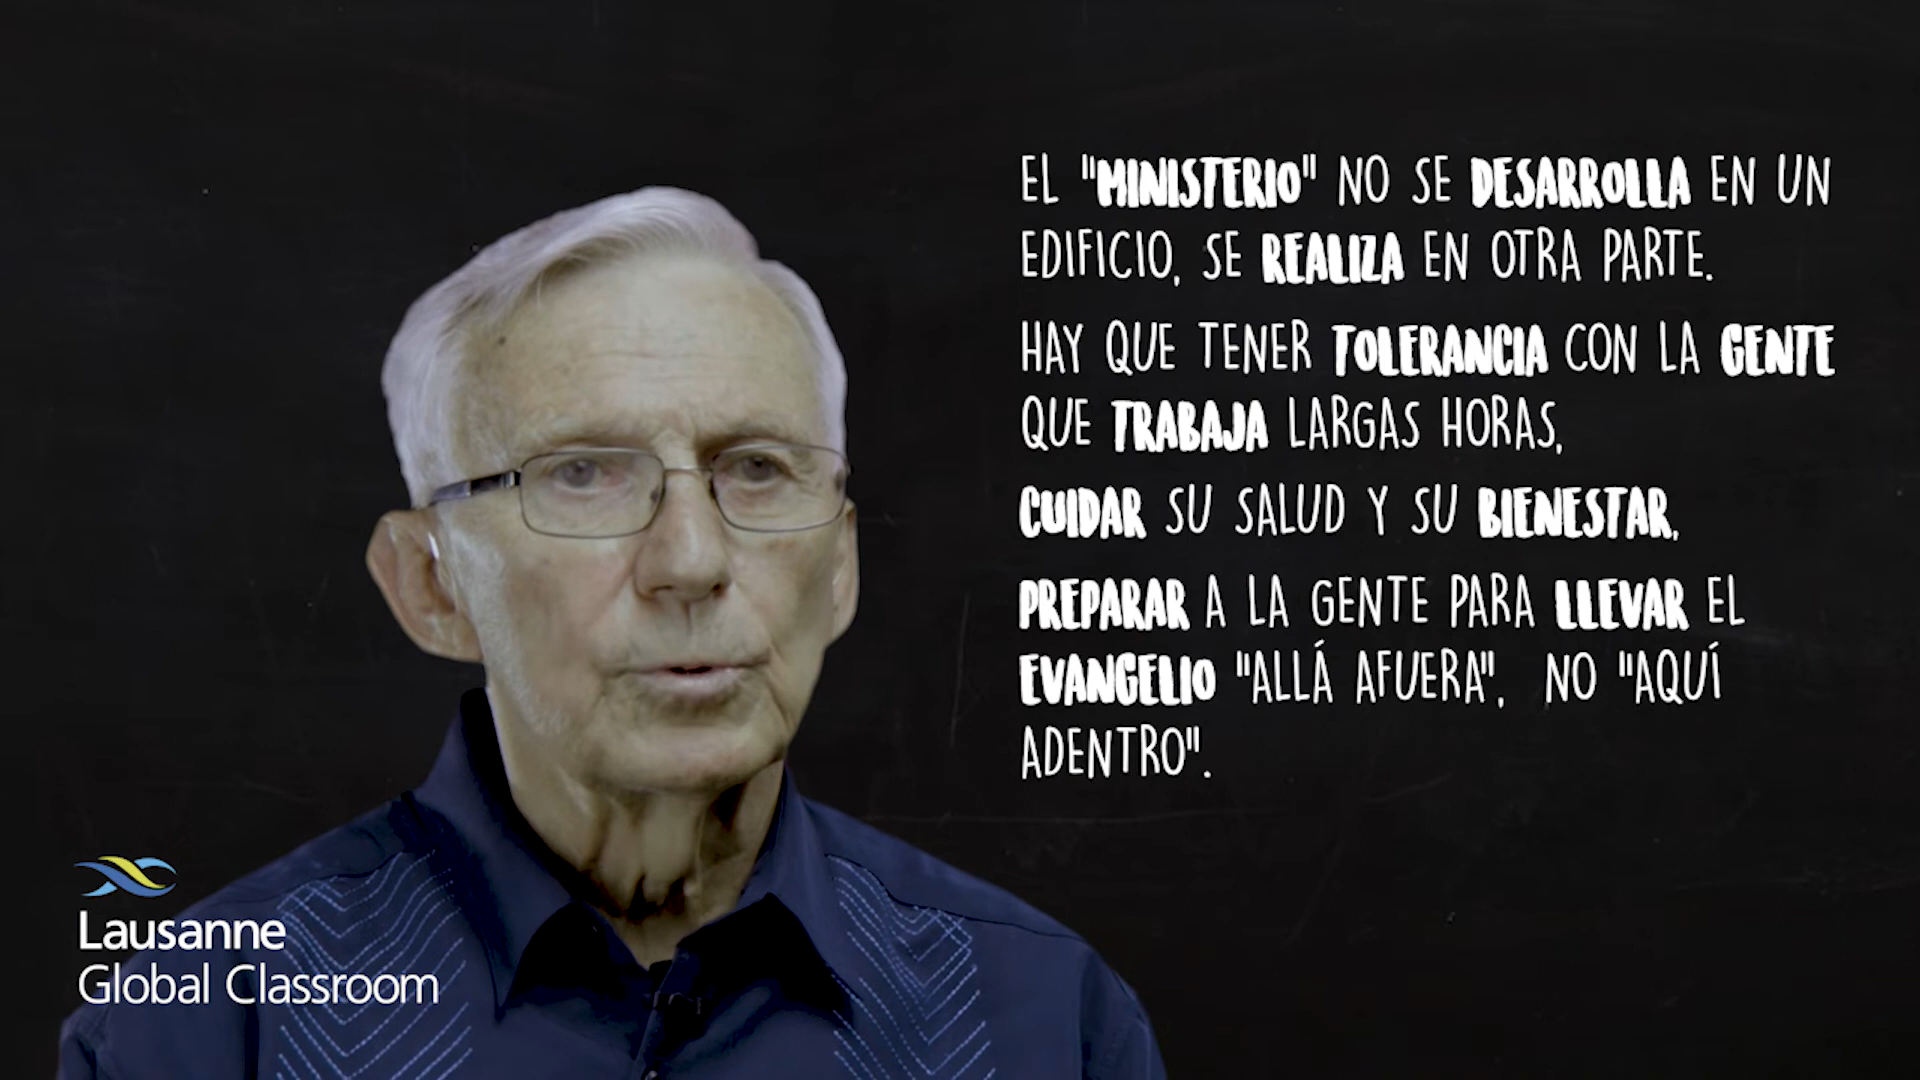 EL "MINISTERIO" NO SE DESARROLLA EN UN
EDIFICIO, SE REALIZA EN OTRA PARTE.
HAY QUE TENER TOLERANCIA CON LA GENTE
QUE TRABAJA LARGAS HORAS,
CUIDAR SU SALUD Y SU BIENESTAR,
PREPARAR A LA GENTE PARA LLEVAR EL
EVANGELIO "ALLÁ AFUERA", NO "AQUÍ
ADENTRO".
Lausanne
Global Classroom